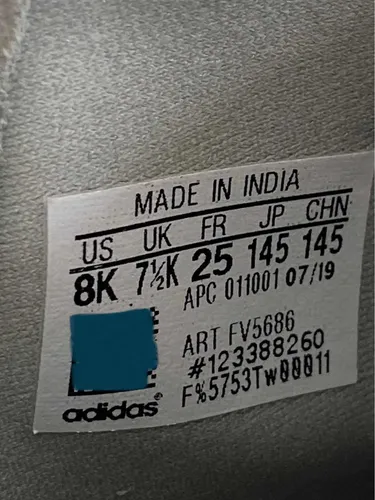 MADE IN INDIA
US UK FR JP CHN
8K 7½K 25 145 145
APC 011001 07/19
ART FV5686
#123388260
F%5753TW00011
adidas®